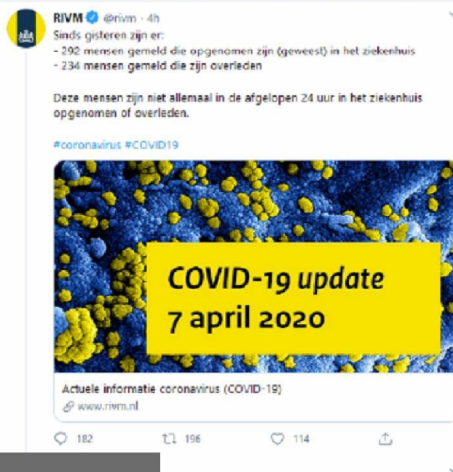 RIVM @rivm · 4h
Sinds gisteren zijn er:
- 292 mensen gemeld die opgenomen zijn (geweest) in het ziekenhuis
- 234 mensen gemeld die zijn overleden
Deze mensen zijn niet allemaal in de afgelopen 24 uur in het ziekenhuis
opgenomen of overleden.
#coronavirus #COVID19
COVID-19 update
7 april 2020
Actuele informatie coronavirus (COVID-19)
www.rivm.nl
182 196 114